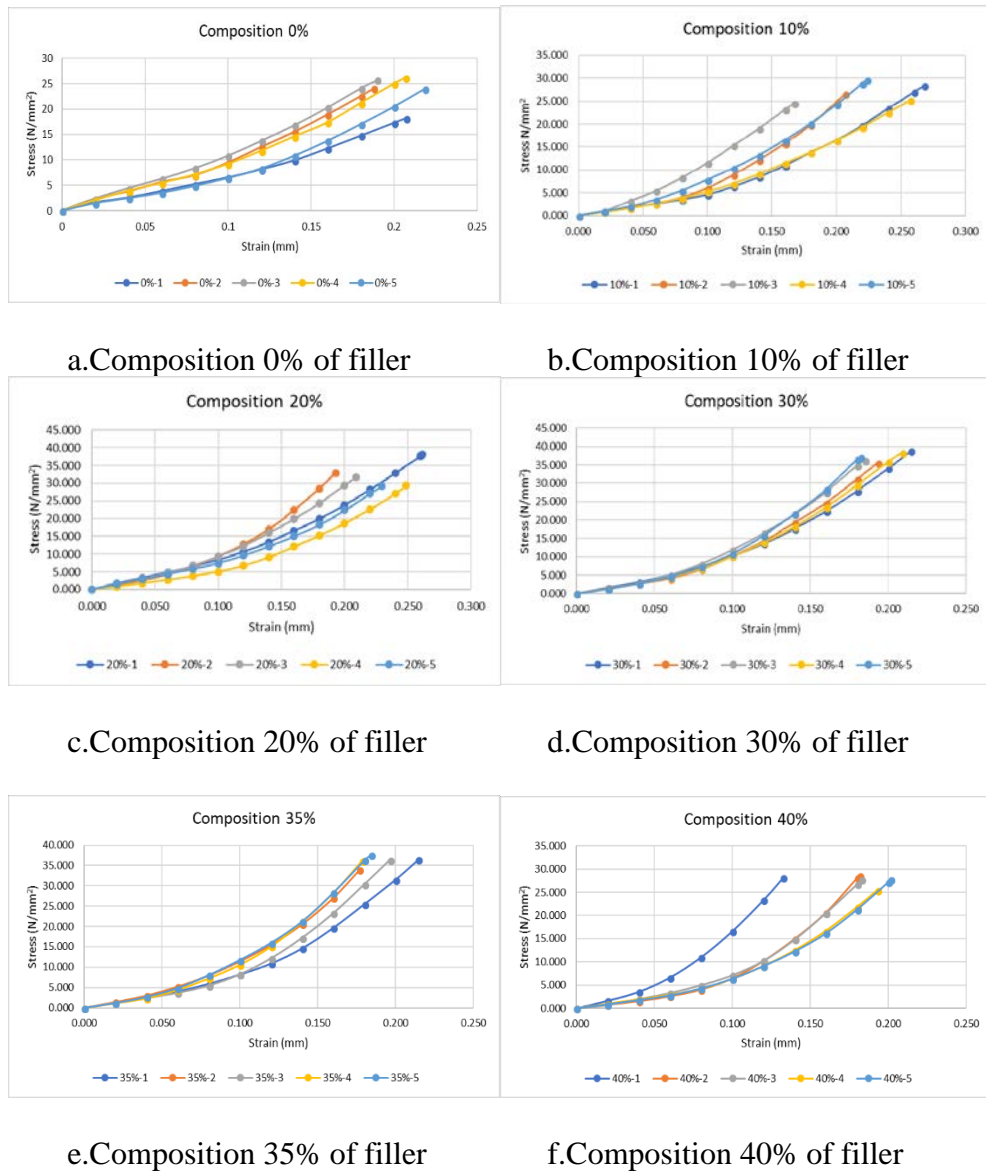 Composition 0%
Stress (N/mm²)
30
25
20
15
10
5
0
0 0.05 0.1 0.15 0.2 0.25
Strain (mm)
0%-1 0%-2 0%-3 0%-4 0%-5
Composition 10%
Stress N/mm²)
35.000
30.000
25.000
20.000
15.000
10.000
5.000
0.000
0.000 0.050 0.100 0.150 0.200 0.250 0.300
Strain (mm)
10%-1 10%-2 10%-3 10%-4 10%-5
a.Composition 0% of filler
b.Composition 10% of filler
Composition 20%
Stress (N/mm²)
45.000
40.000
35.000
30.000
25.000
20.000
15.000
10.000
5.000
0.000
0.000 0.050 0.100 0.150 0.200 0.250 0.300
Strain (mm)
20%-1 20%-2 20%-3 20%-4 20%-5
Composition 30%
Stress (N/mm²)
45.000
40.000
35.000
30.000
25.000
20.000
15.000
10.000
5.000
0.000
0.000 0.050 0.100 0.150 0.200 0.250
Strain (mm)
30%-1 30%-2 30%-3 30%-4 30%-5
c.Composition 20% of filler
d.Composition 30% of filler
Composition 35%
Stress (N/mm²)
40.000
35.000
30.000
25.000
20.000
15.000
10.000
5.000
0.000
0.000 0.050 0.100 0.150 0.200 0.250
Strain (mm)
35%-1 35%-2 35%-3 35%-4 35%-5
Composition 40%
Stress (N/mm²)
35.000
30.000
25.000
20.000
15.000
10.000
5.000
0.000
0.000 0.050 0.100 0.150 0.200 0.250
Strain (mm)
40%-1 40%-2 40%-3 40%-4 40%-5
e.Composition 35% of filler
f.Composition 40% of filler